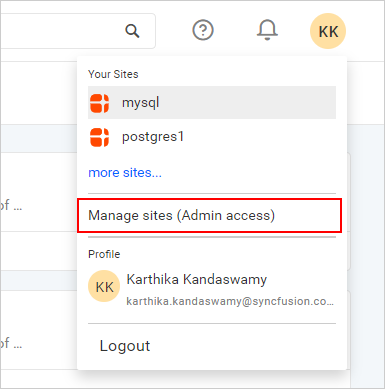 KK
Your Sites
mysql
postgres1
more sites...
of ...
Manage sites (Admin access)
Profile
KK
Karthika Kandaswamy
karthika.kandaswamy@syncfusion.co...
of ...
Logout